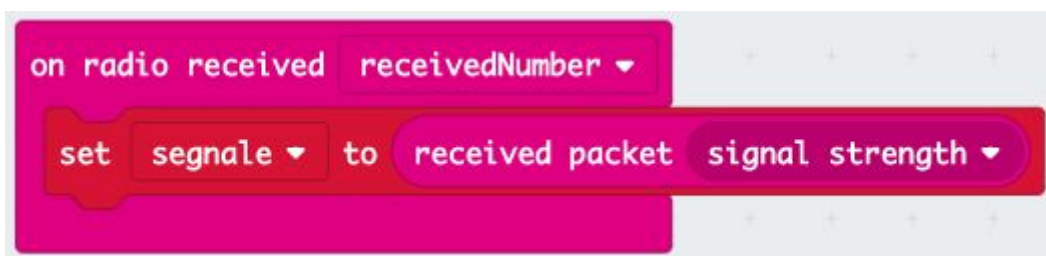 on radio received receivedNumber
set segnale to received packet signal strength